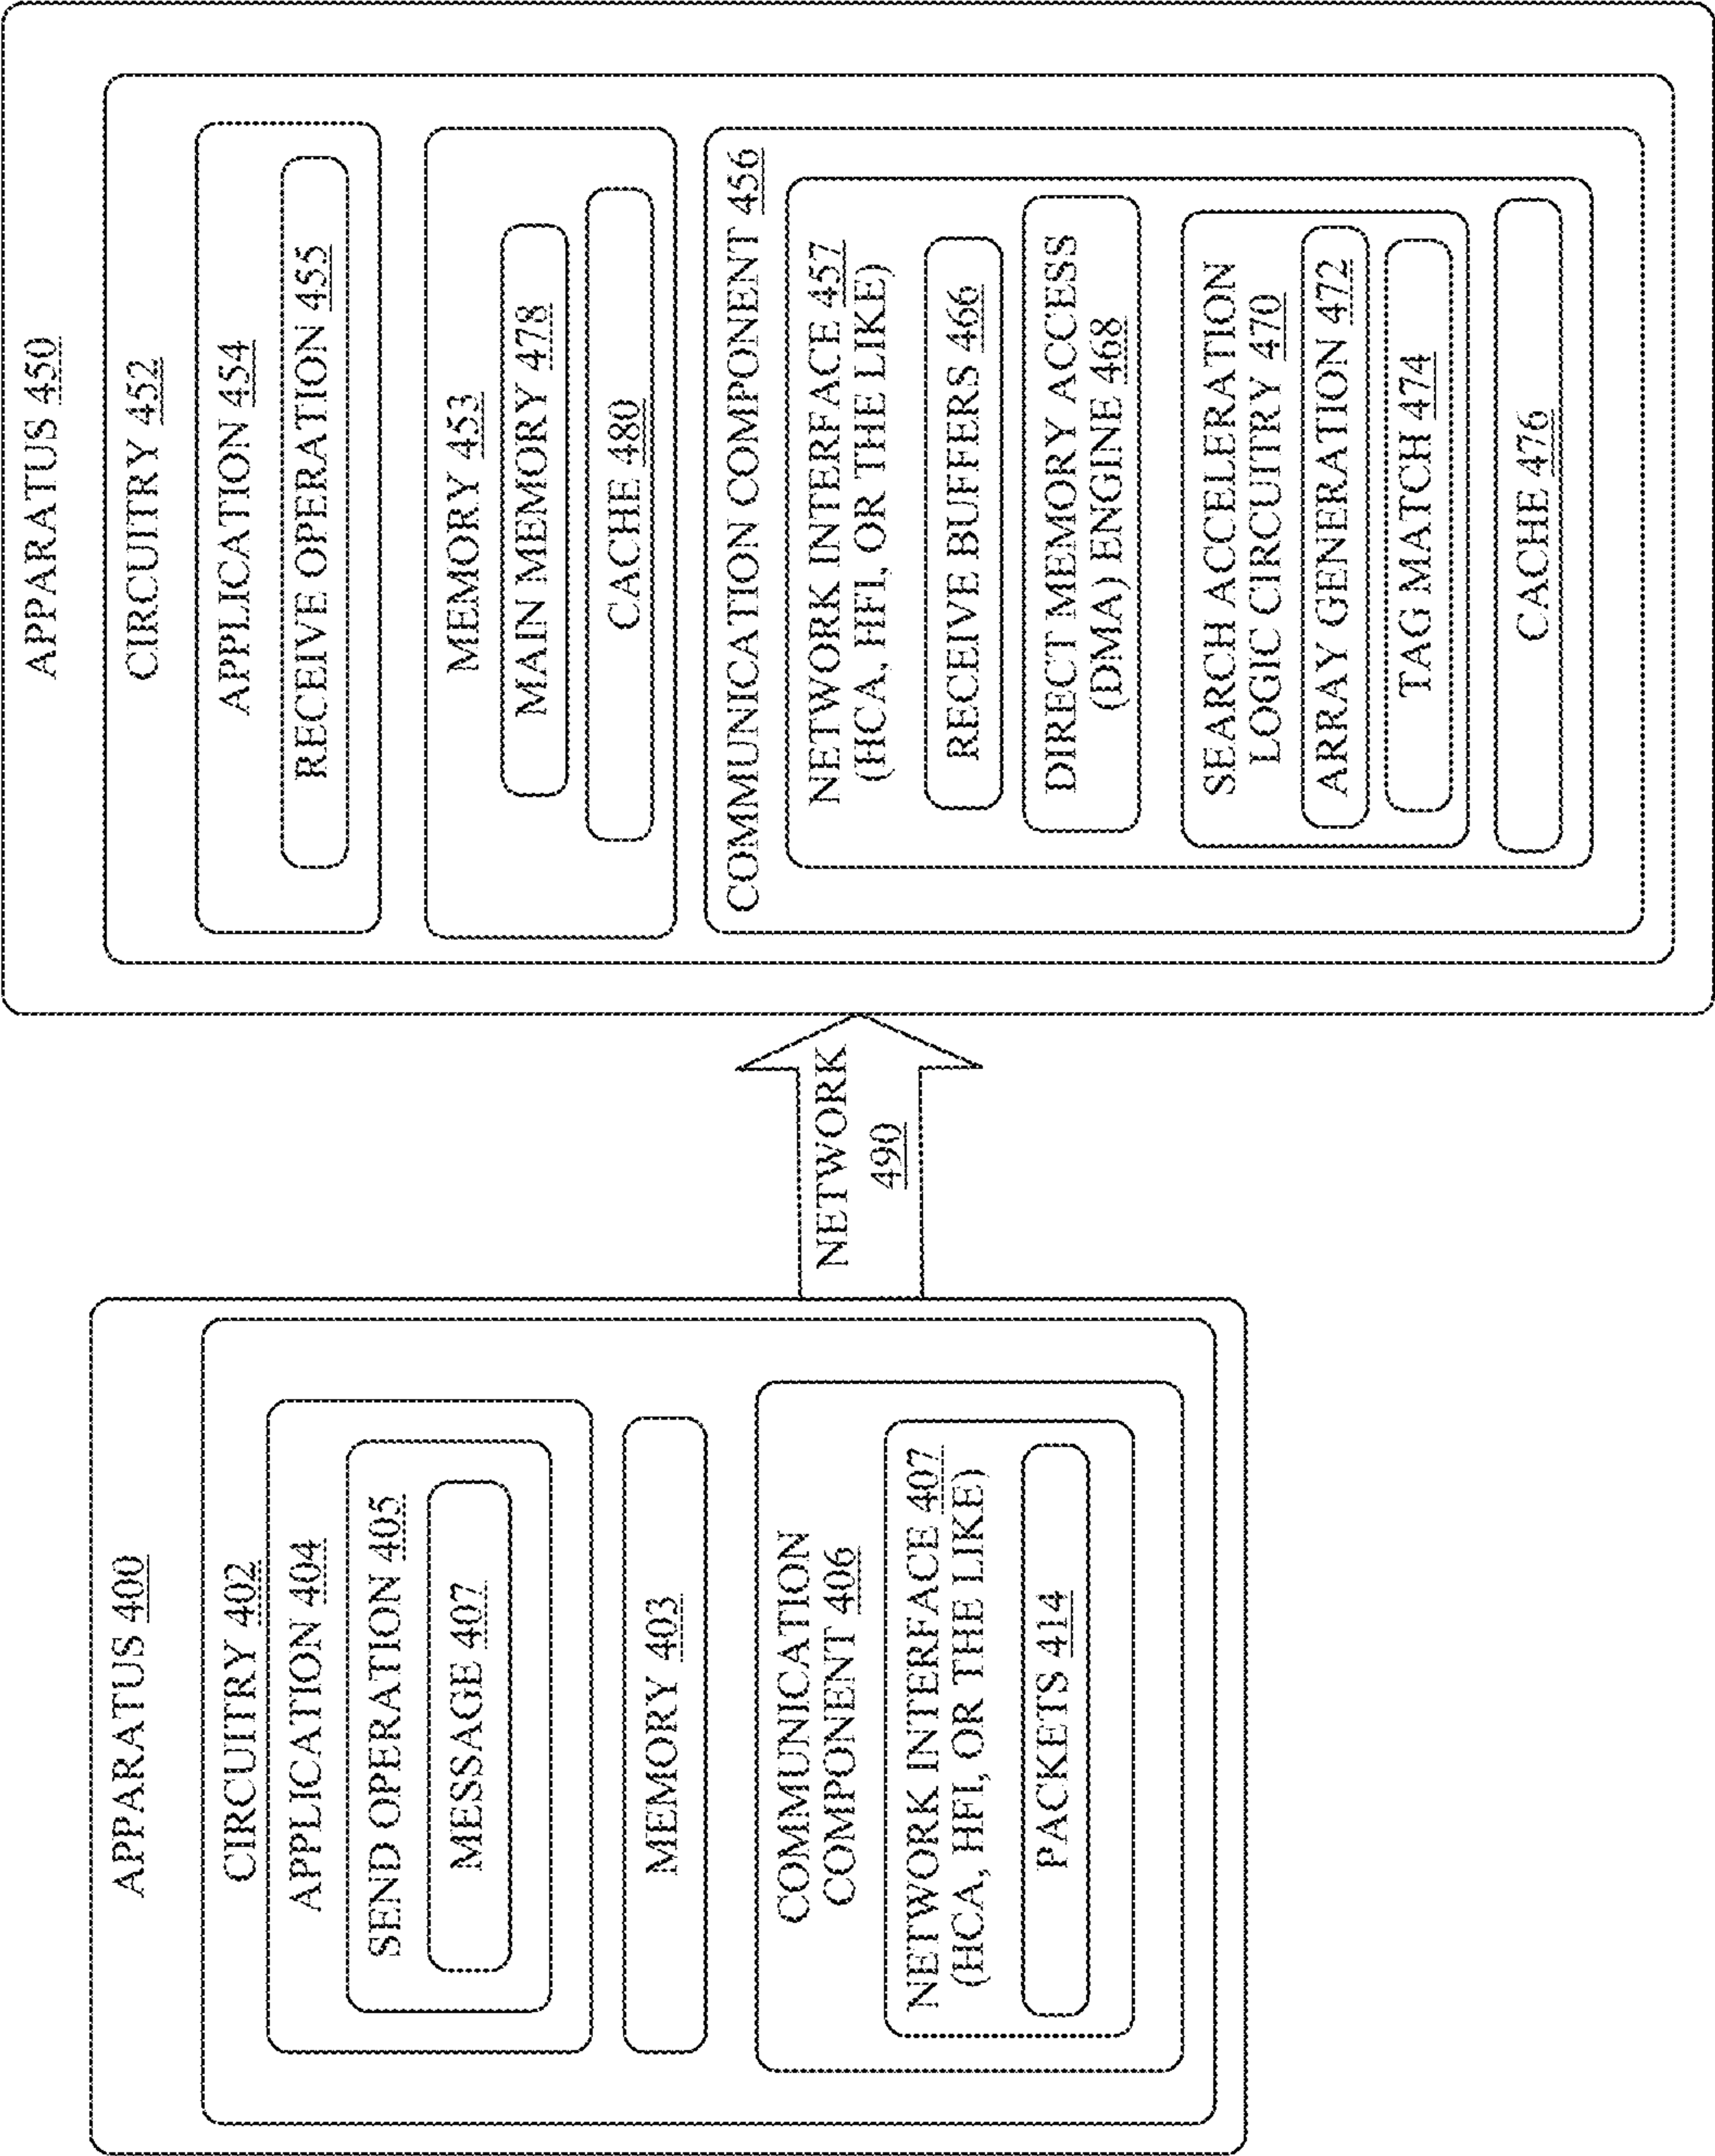 APPARATUS 400
CIRCUITRY 402
APPLICATION 404
SEND OPERATION 405
MESSAGE 407
MEMORY 403
COMMUNICATION
COMPONENT 406
NETWORK INTERFACE 407
(HCA, HFI, OR THE LIKE)
PACKETS 414
NETWORK
490
APPARATUS 450
CIRCUITRY 452
APPLICATION 454
RECEIVE OPERATION 455
MEMORY 453
MAIN MEMORY 478
CACHE 480
COMMUNICATION COMPONENT 456
NETWORK INTERFACE 457
(HCA, HFI, OR THE LIKE)
RECEIVE BUFFERS 466
DIRECT MEMORY ACCESS
(DMA) ENGINE 468
SEARCH ACCELERATION
LOGIC CIRCUITRY 470
ARRAY GENERATION 472
TAG MATCH 474
CACHE 476